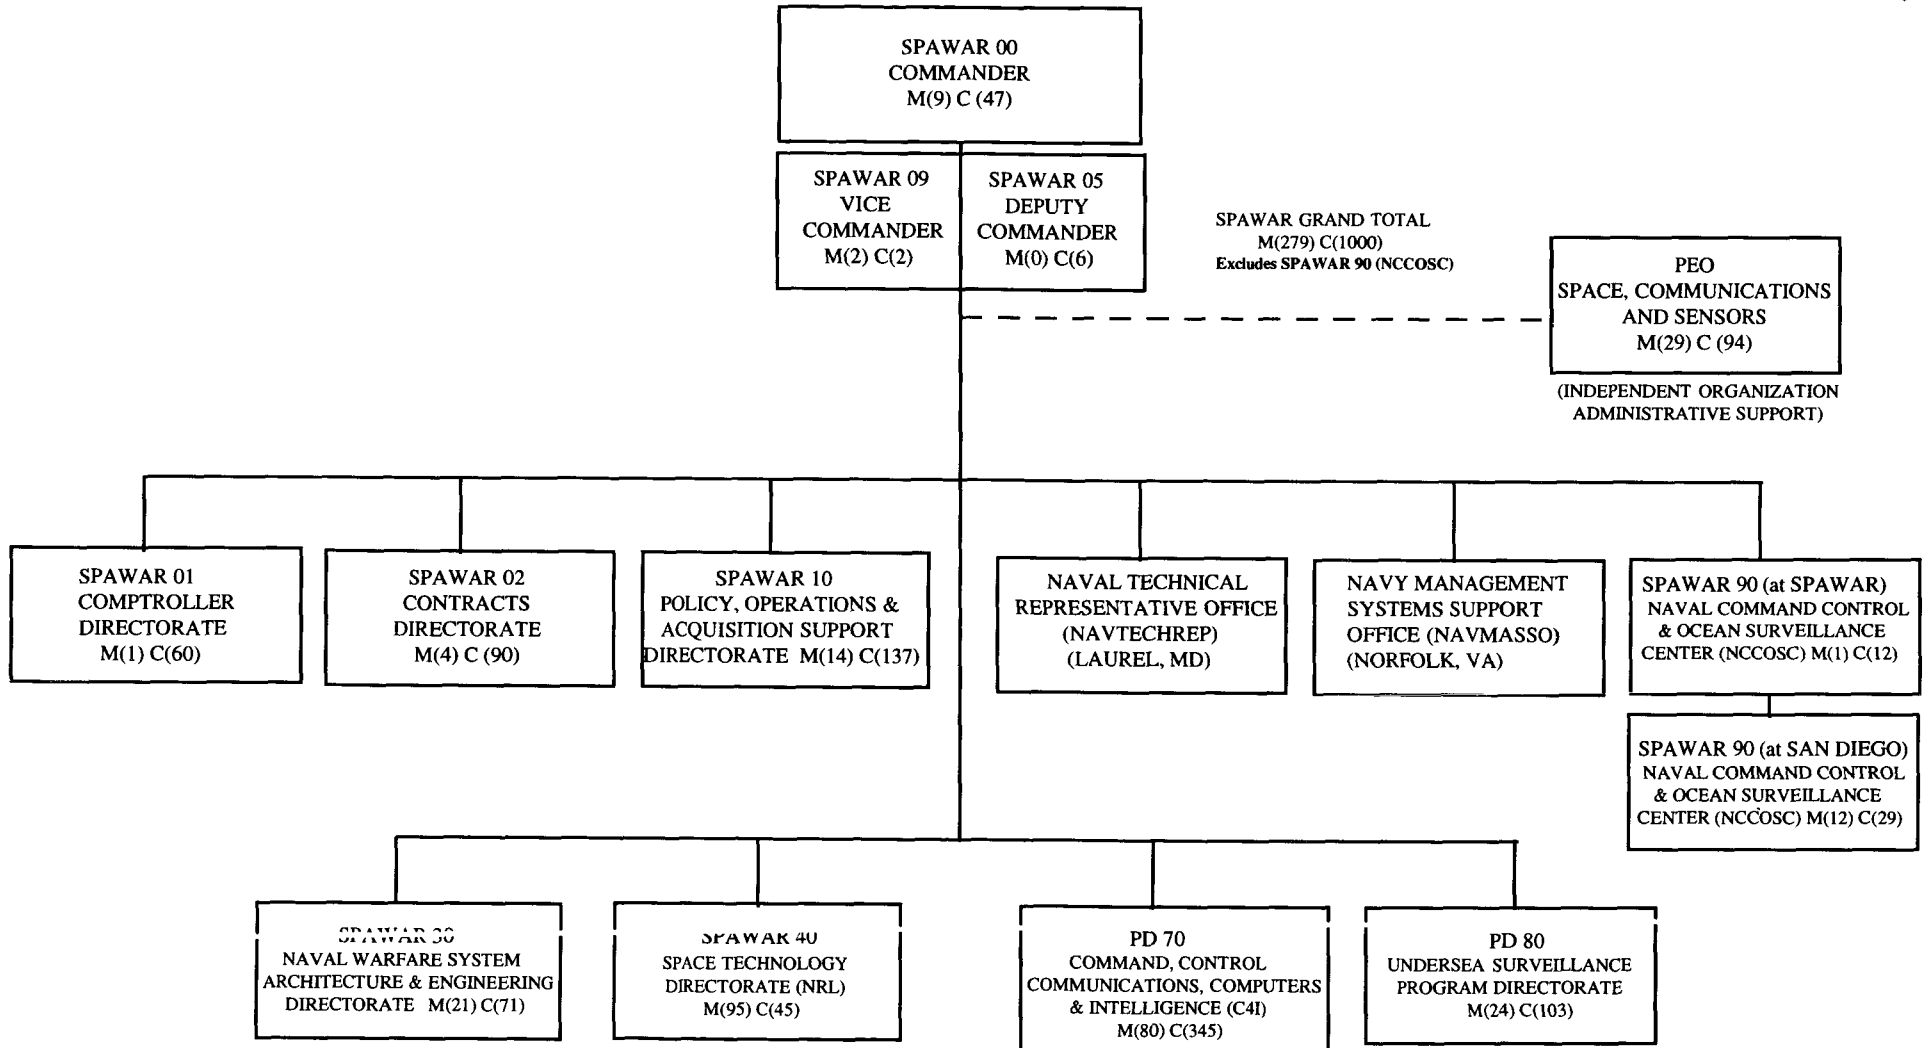 SPAWAR 00
COMMANDER
M(9) C (47)
SPAWAR 09
VICE
COMMANDER
M(2) C(2)
SPAWAR 05
DEPUTY
COMMANDER
M(0) C(6)
SPAWAR GRAND TOTAL
M(279) C(1000)
Excludes SPAWAR 90 (NCCOSC)
PEO
SPACE, COMMUNICATIONS
AND SENSORS
M(29) C (94)
(INDEPENDENT ORGANIZATION
ADMINISTRATIVE SUPPORT)
SPAWAR 01
COMPTROLLER
DIRECTORATE
M(1) C(60)
SPAWAR 02
CONTRACTS
DIRECTORATE
M(4) C (90)
SPAWAR 10
POLICY, OPERATIONS &
ACQUISITION SUPPORT
DIRECTORATE M(14) C(137)
NAVAL TECHNICAL
REPRESENTATIVE OFFICE
(NAVTECHREP)
(LAUREL, MD)
NAVY MANAGEMENT
SYSTEMS SUPPORT
OFFICE (NAVMASSO)
(NORFOLK, VA)
SPAWAR 90 (at SPAWAR)
NAVAL COMMAND CONTROL
& OCEAN SURVEILLANCE
CENTER (NCCOSC) M(1) C(12)
SPAWAR 90 (at SAN DIEGO)
NAVAL COMMAND CONTROL
& OCEAN SURVEILLANCE
CENTER (NCCOSC) M(12) C(29)
SPAWAR 30
NAVAL WARFARE SYSTEM
ARCHITECTURE & ENGINEERING
DIRECTORATE M(21) C(71)
SPAWAR 40
SPACE TECHNOLOGY
DIRECTORATE (NRL)
M(95) C(45)
PD 70
COMMAND, CONTROL
COMMUNICATIONS, COMPUTERS
& INTELLIGENCE (C4I)
M(80) C(345)
PD 80
UNDERSEA SURVEILLANCE
PROGRAM DIRECTORATE
M(24) C(103)